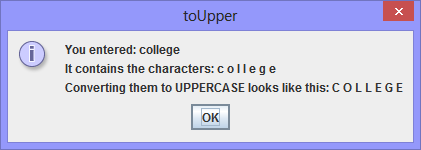 toUpper
You entered: college
It contains the characters: c o l l e g e
Converting them to UPPERCASE looks like this: C O L L E G E
OK